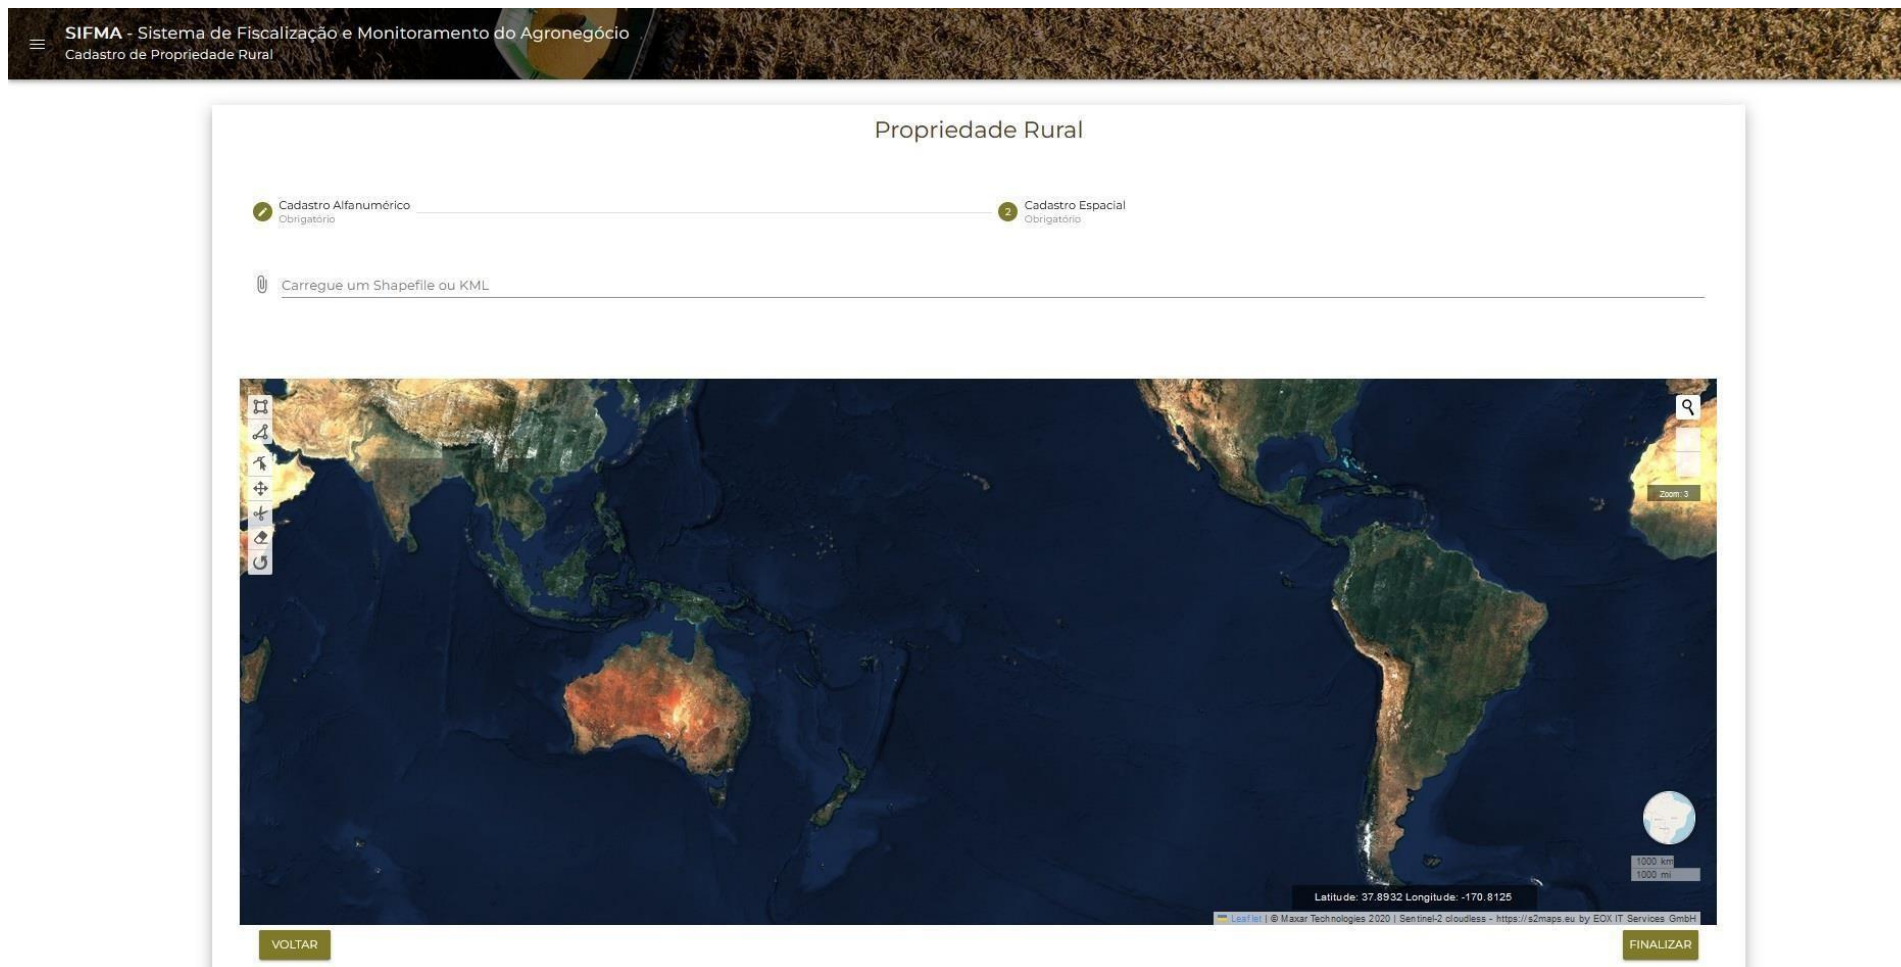 SIFMA - Sistema de Fiscalização e Monitoramento do Agronegócio
Cadastro de Propriedade Rural
Propriedade Rural
Cadastro Alfanumérico
Obrigatório
2
Cadastro Espacial
Obrigatório
Carregue um Shapefile ou KML
Zoom: 3
1000 km
1000 mi
Latitude: 37.8932 Longitude: -170.8125
Leaflet | © Maxar Technologies 2020 | Sentinel-2 cloudless - https://s2maps.eu by EOX IT Services GmbH
VOLTAR
FINALIZAR